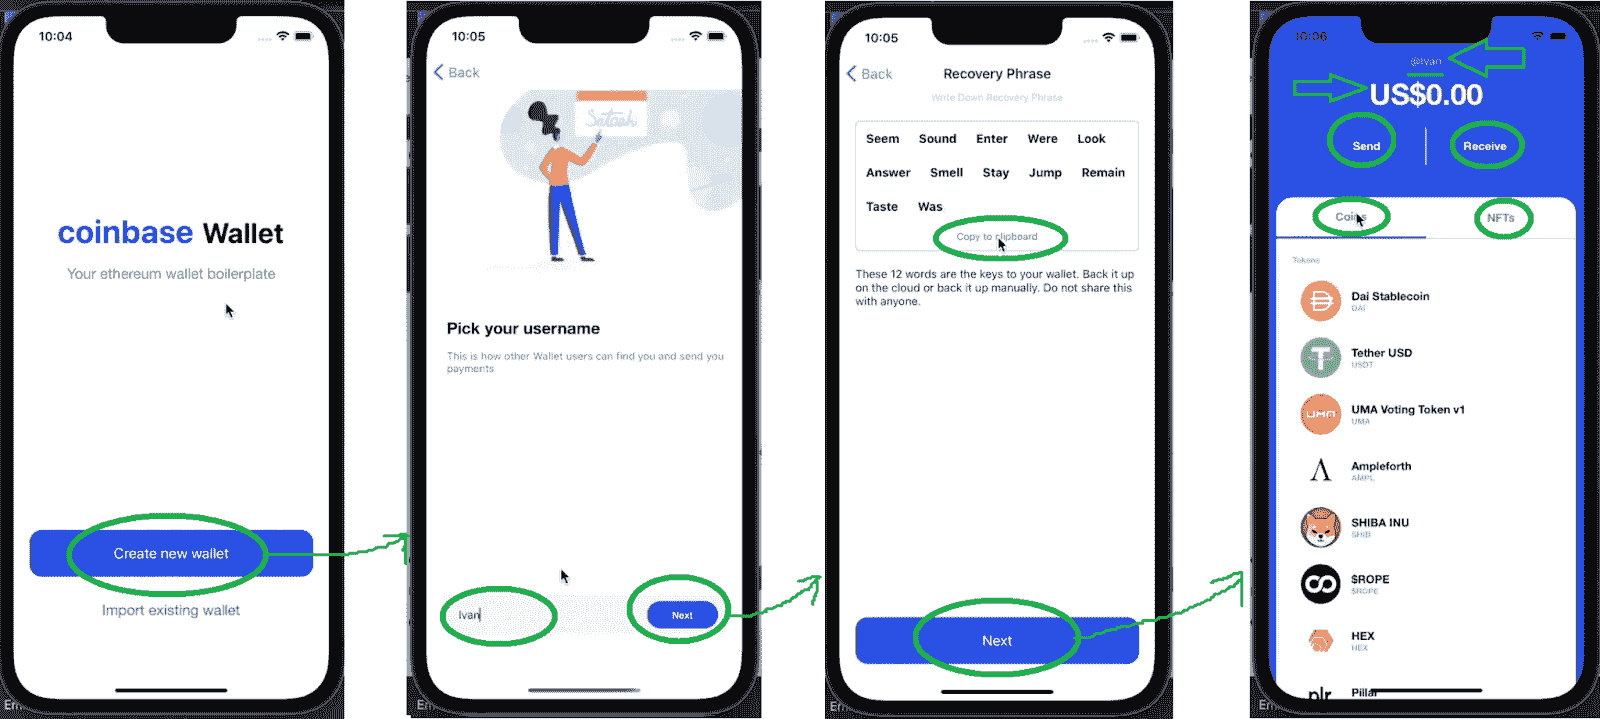 10:04
coinbase Wallet
Your ethereum wallet boilerplate
Create new wallet
Import existing wallet
Em
10:05
Back
Satoshi
Pick your username
This is how other Wallet users can find you and send you
payments
Ivan
Next
Em
10:05
Back
Recovery Phrase
Write Down Recovery Phrase
Seem Sound Enter Were Look
Answer Smell Stay Jump Remain
Taste Was
Copy to clipboard
These 12 words are the keys to your wallet. Back it up
on the cloud or back it up manually. Do not share this
with anyone.
Next
10:06
@Ivan
US$0.00
Send
Receive
Coins
NFTs
Tokens
Dai Stablecoin
DAI
Tether USD
USDT
UMA
UMA Voting Token v1
UMA
Ampleforth
AMPL
SHIBA INU
SHIB
$ROPE
$ROPE
HEX
HEX
plr
Pillar
Em